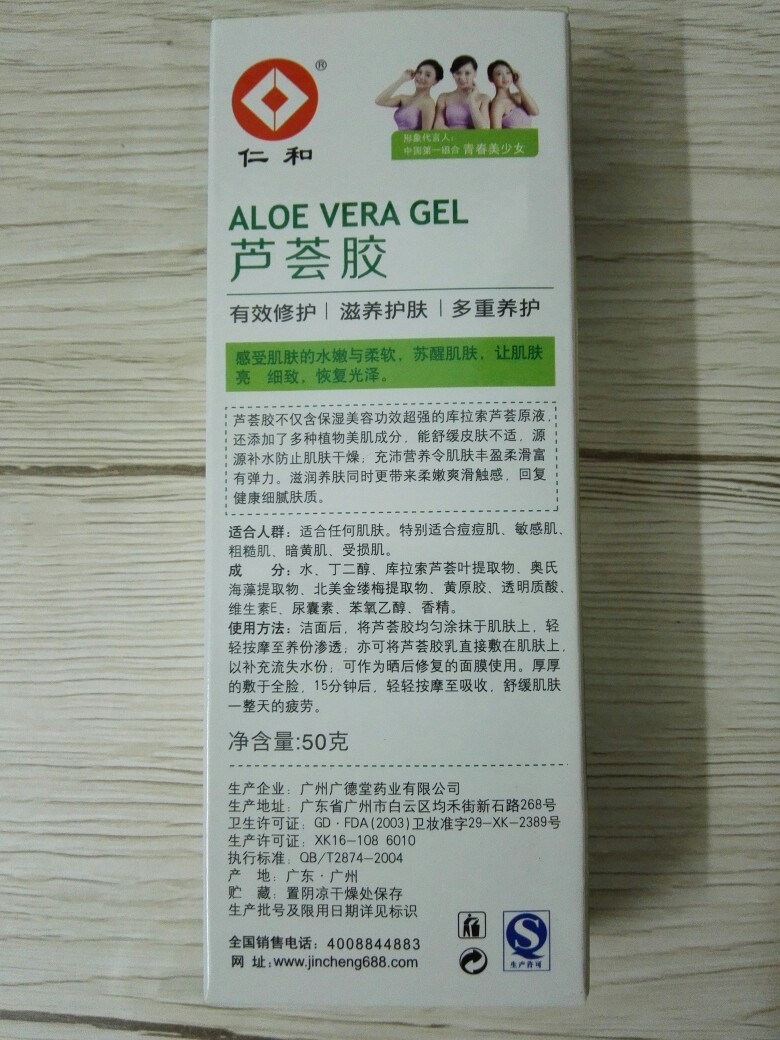 ®
仁和
形象代言人：
中国第一组合 青春美少女
ALOE VERA GEL
芦荟胶
有效修护｜滋养护肤｜多重养护
感受肌肤的水嫩与柔软，苏醒肌肤，让肌肤
亮 细致，恢复光泽。
芦荟胶不仅含保湿美容功效超强的库拉索芦荟原液，
还添加了多种植物美肌成分，能舒缓皮肤不适，源
源补水防止肌肤干燥；充沛营养令肌肤丰盈柔滑富
有弹力。滋润养肤同时更带来柔嫩爽滑触感，回复
健康细腻肤质。
适合人群：适合任何肌肤。特别适合痘痘肌、敏感肌、
粗糙肌、暗黄肌、受损肌。
成 分：水、丁二醇、库拉索芦荟叶提取物、奥氏
海藻提取物、北美金缕梅提取物、黄原胶、透明质酸、
维生素E、尿囊素、苯氧乙醇、香精。
使用方法：洁面后，将芦荟胶均匀涂抹于肌肤上，轻
轻按摩至养份渗透；亦可将芦荟胶乳直接敷在肌肤上，
以补充流失水份；可作为晒后修复的面膜使用。厚厚
的敷于全脸，15分钟后，轻轻按摩至吸收，舒缓肌肤
一整天的疲劳。
净含量:50克
生产企业：广州广德堂药业有限公司
生产地址：广东省广州市白云区均禾街新石路268号
卫生许可证：GD·FDA(2003)卫妆准字29-XK-2389号
生产许可证：XK16-108 6010
执行标准：QB/T2874-2004
产 地：广东·广州
贮 藏：置阴凉干燥处保存
生产批号及限用日期详见标识
全国销售电话：4008844883
网 址:www.jincheng688.com
生产许可